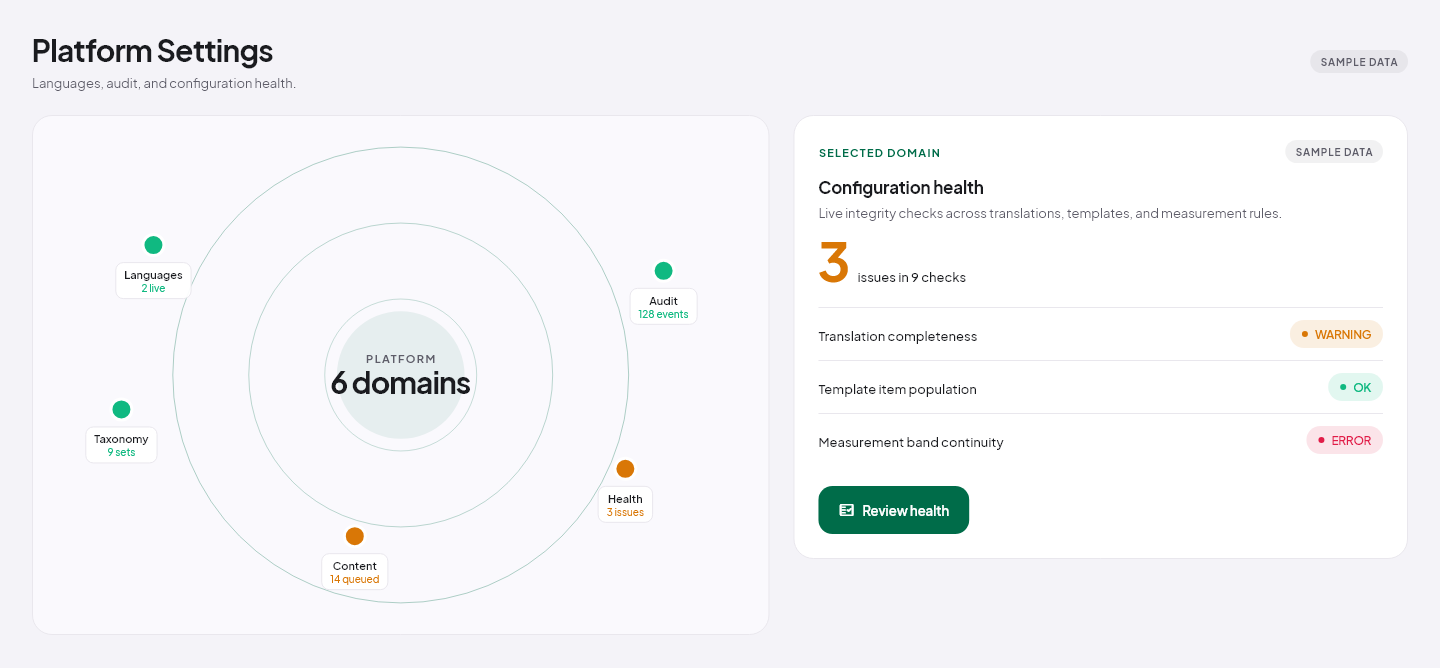 Platform Settings
Languages, audit, and configuration health.
SAMPLE DATA
Languages
2 live
Audit
128 events
PLATFORM
6 domains
Taxonomy
9 sets
Health
3 issues
Content
14 queued
SELECTED DOMAIN
SAMPLE DATA
Configuration health
Live integrity checks across translations, templates, and measurement rules.
3 issues in 9 checks
Translation completeness
WARNING
Template item population
OK
Measurement band continuity
ERROR
Review health